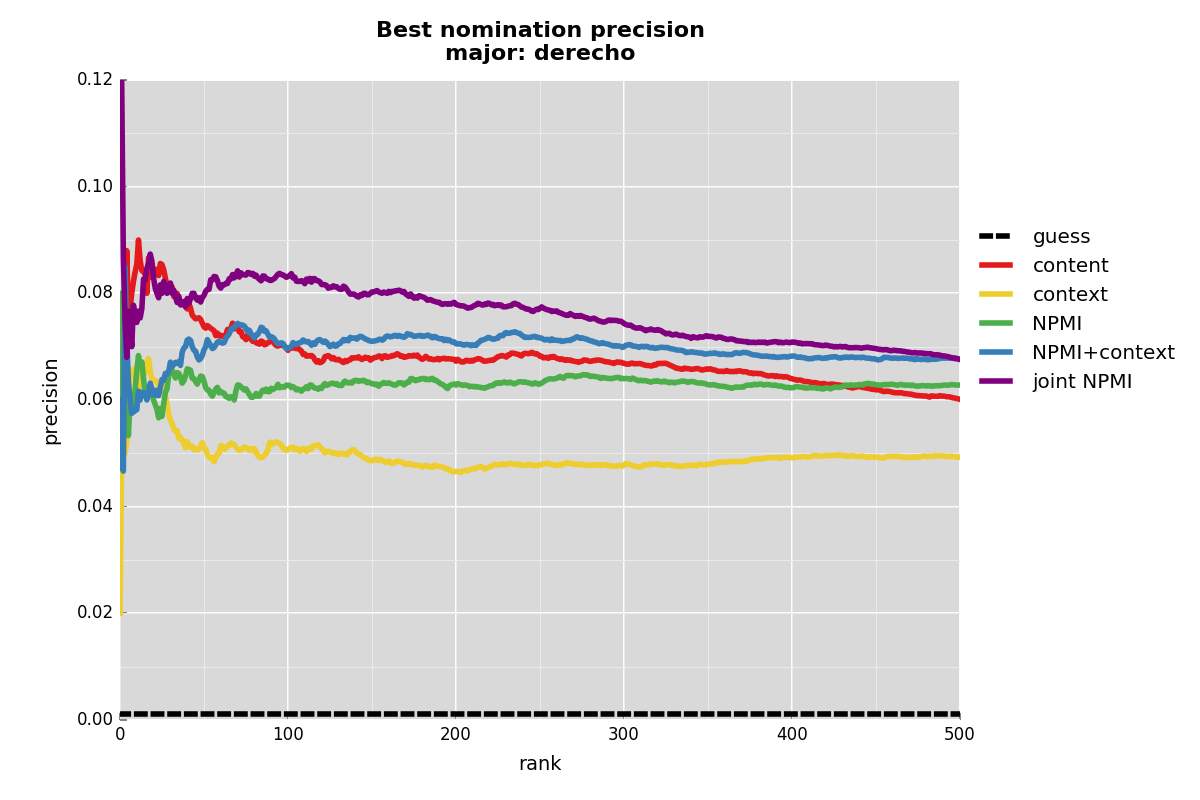 Best nomination precision
major: derecho
precision
0.12
0.10
0.08
0.06
0.04
0.02
0.00
0
100
200
300
400
500
rank
guess
content
context
NPMI
NPMI+context
joint NPMI